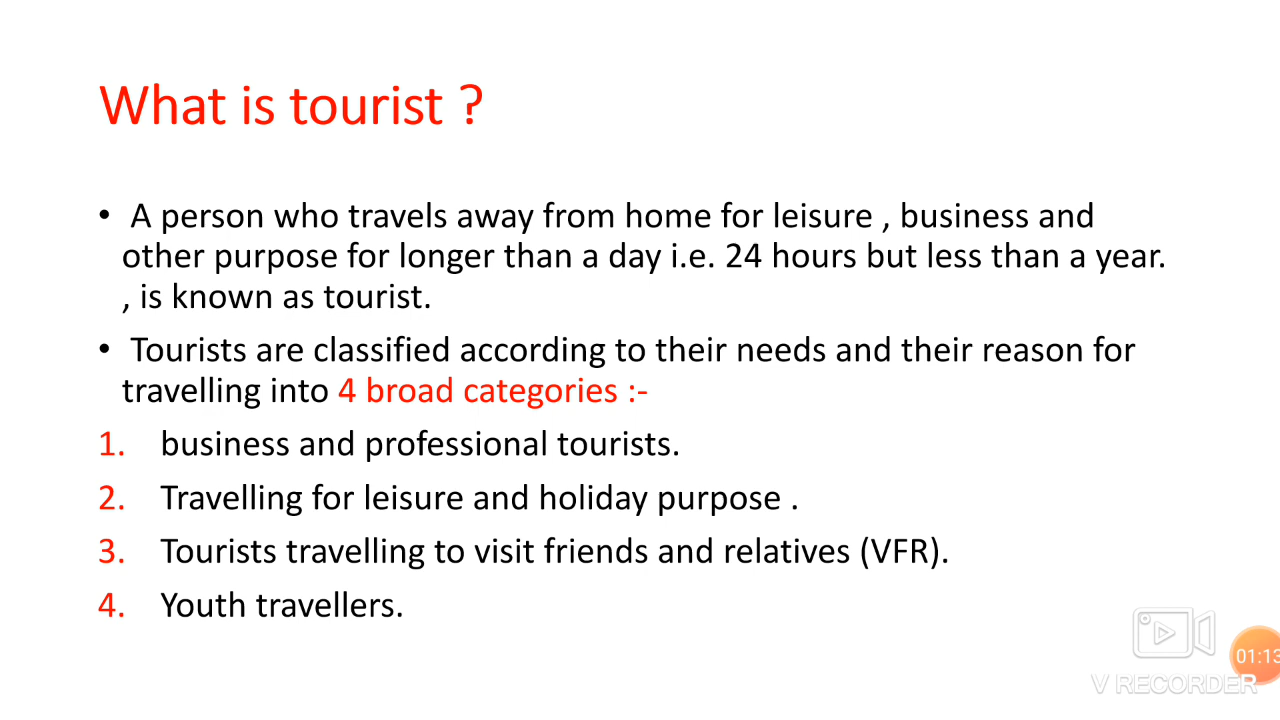 What is tourist ?
• A person who travels away from home for leisure , business and
other purpose for longer than a day i.e. 24 hours but less than a year.
, is known as tourist.
• Tourists are classified according to their needs and their reason for
travelling into 4 broad categories :-
1. business and professional tourists.
2. Travelling for leisure and holiday purpose .
3. Tourists travelling to visit friends and relatives (VFR).
4. Youth travellers.
01:13
V RECORDER